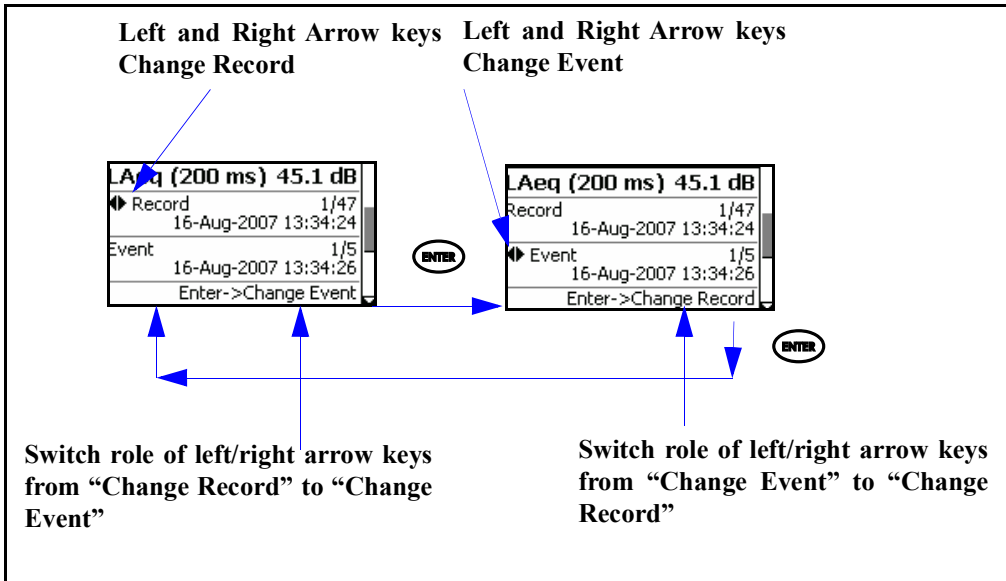 Left and Right Arrow keys
Change Record
Left and Right Arrow keys
Change Event
LAeq (200 ms) 45.1 dB
Record 1/47
16-Aug-2007 13:34:24
Event 1/5
16-Aug-2007 13:34:26
Enter->Change Event
ENTER
LAeq (200 ms) 45.1 dB
Record 1/47
16-Aug-2007 13:34:24
Event 1/5
16-Aug-2007 13:34:26
Enter->Change Record
ENTER
Switch role of left/right arrow keys
from “Change Record” to “Change
Event”
Switch role of left/right arrow keys
from “Change Event” to “Change
Record”